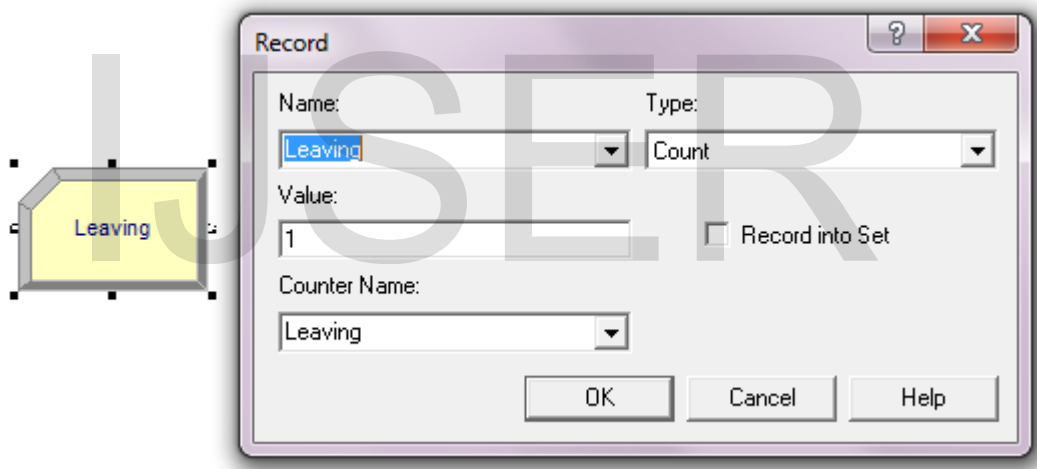 Record
Name:
Type:
Leaving
Count
Value:
Leaving
1
Record into Set
Counter Name:
Leaving
OK
Cancel
Help
IJSER